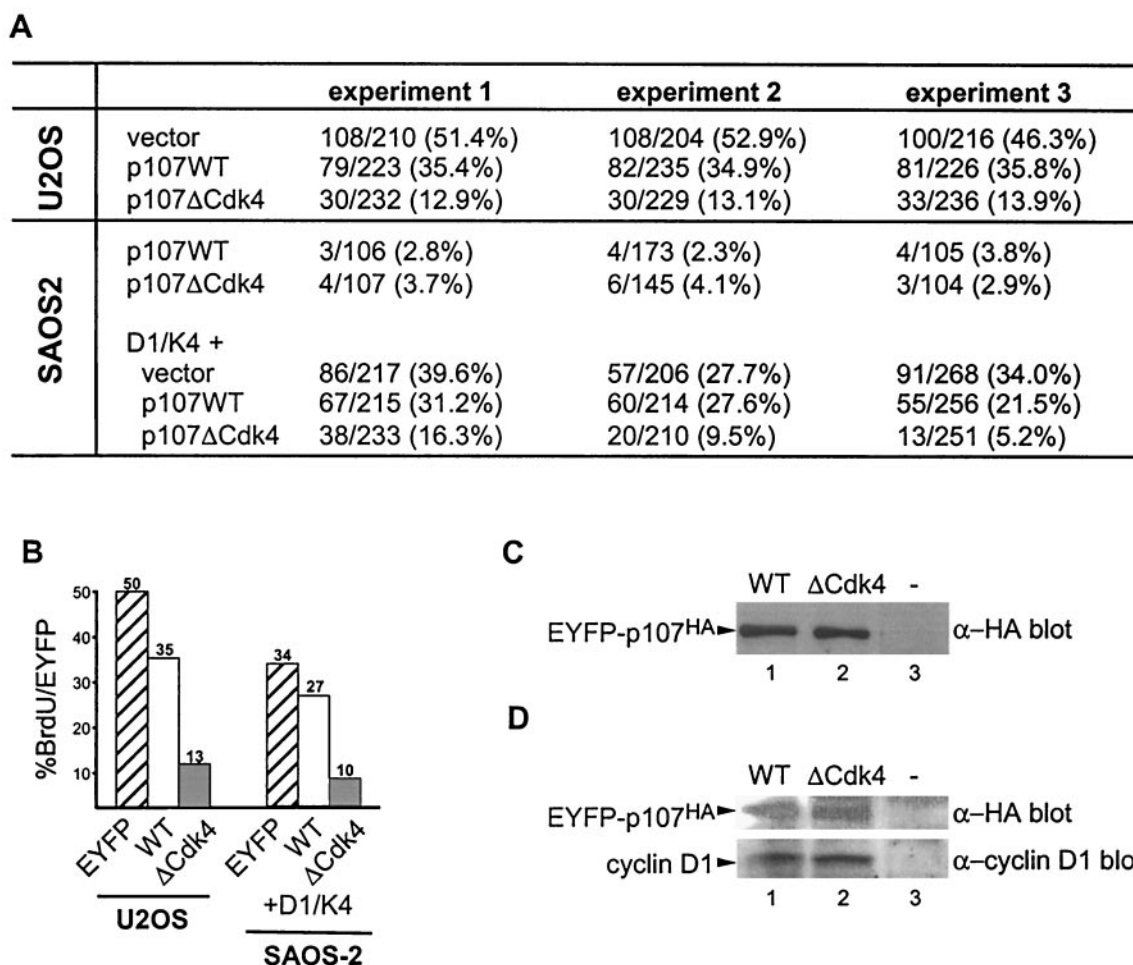 A
experiment 1 experiment 2 experiment 3
U2OS
vector 108/210 (51.4%) 108/204 (52.9%) 100/216 (46.3%)
p107WT 79/223 (35.4%) 82/235 (34.9%) 81/226 (35.8%)
p107ΔCdk4 30/232 (12.9%) 30/229 (13.1%) 33/236 (13.9%)
SAOS2
p107WT 3/106 (2.8%) 4/173 (2.3%) 4/105 (3.8%)
p107ΔCdk4 4/107 (3.7%) 6/145 (4.1%) 3/104 (2.9%)
D1/K4 +
vector 86/217 (39.6%) 57/206 (27.7%) 91/268 (34.0%)
p107WT 67/215 (31.2%) 60/214 (27.6%) 55/256 (21.5%)
p107ΔCdk4 38/233 (16.3%) 20/210 (9.5%) 13/251 (5.2%)
B
%BrdU/EYFP
50
40
30
20
10
50 35 13 34 27 10
EYFP WT ΔCdk4 EYFP WT ΔCdk4
+D1/K4
U2OS SAOS-2
C
WT ΔCdk4 -
EYFP-p107HA α-HA blot
1 2 3
D
WT ΔCdk4 -
EYFP-p107HA α-HA blot
cyclin D1 α-cyclin D1 blo
1 2 3